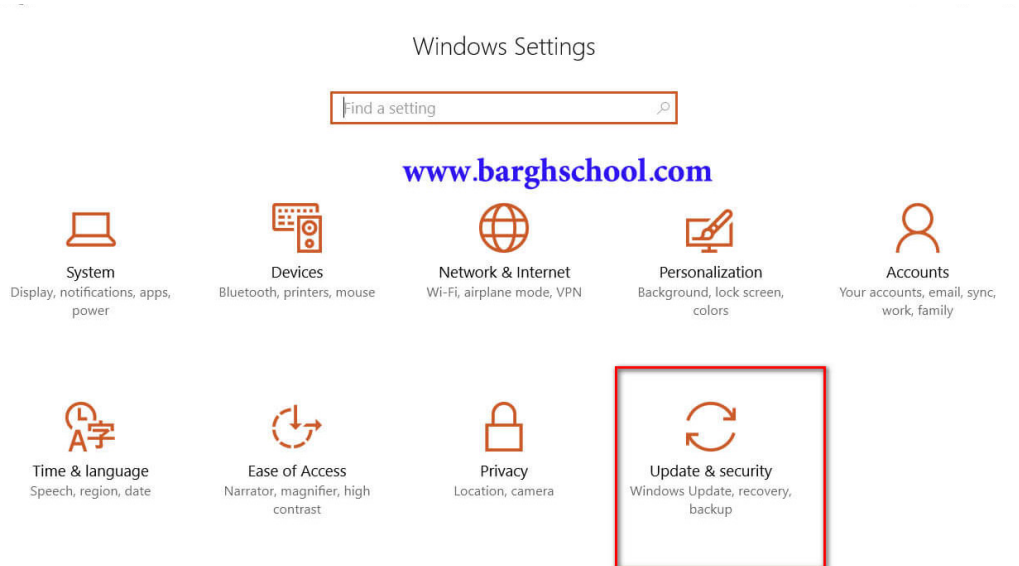 Windows Settings
Find a setting
www.barghschool.com
System
Display, notifications, apps,
power
Devices
Bluetooth, printers, mouse
Network & Internet
Wi-Fi, airplane mode, VPN
Personalization
Background, lock screen,
colors
Accounts
Your accounts, email, sync,
work, family
A字
Time & language
Speech, region, date
Ease of Access
Narrator, magnifier, high
contrast
Privacy
Location, camera
Update & security
Windows Update, recovery,
backup